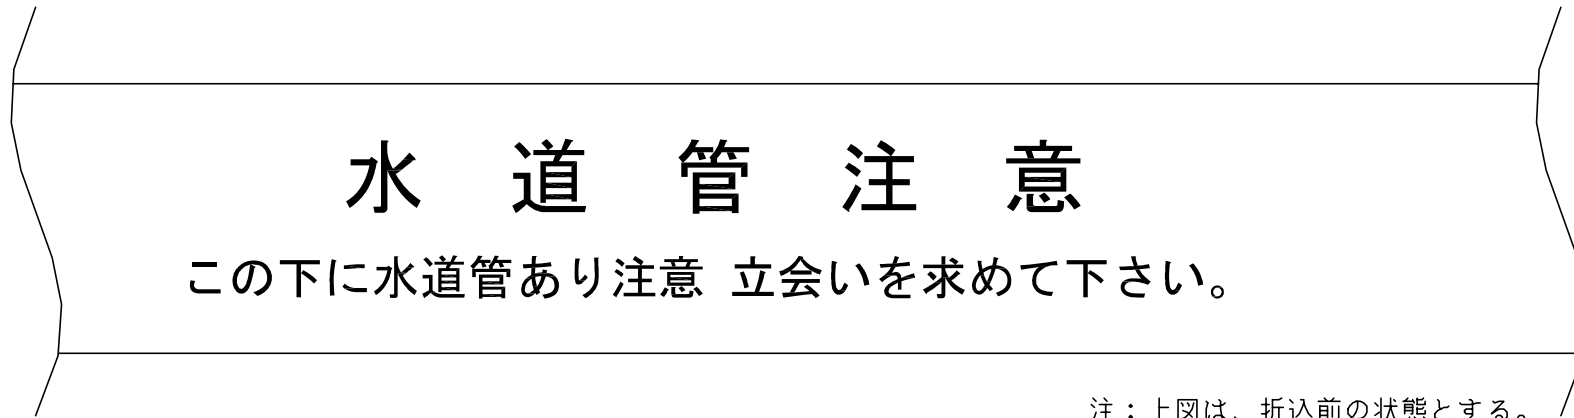 水道管注意
この下に水道管あり注意 立会いを求めて下さい。
注：上図は、折込前の状態とする。